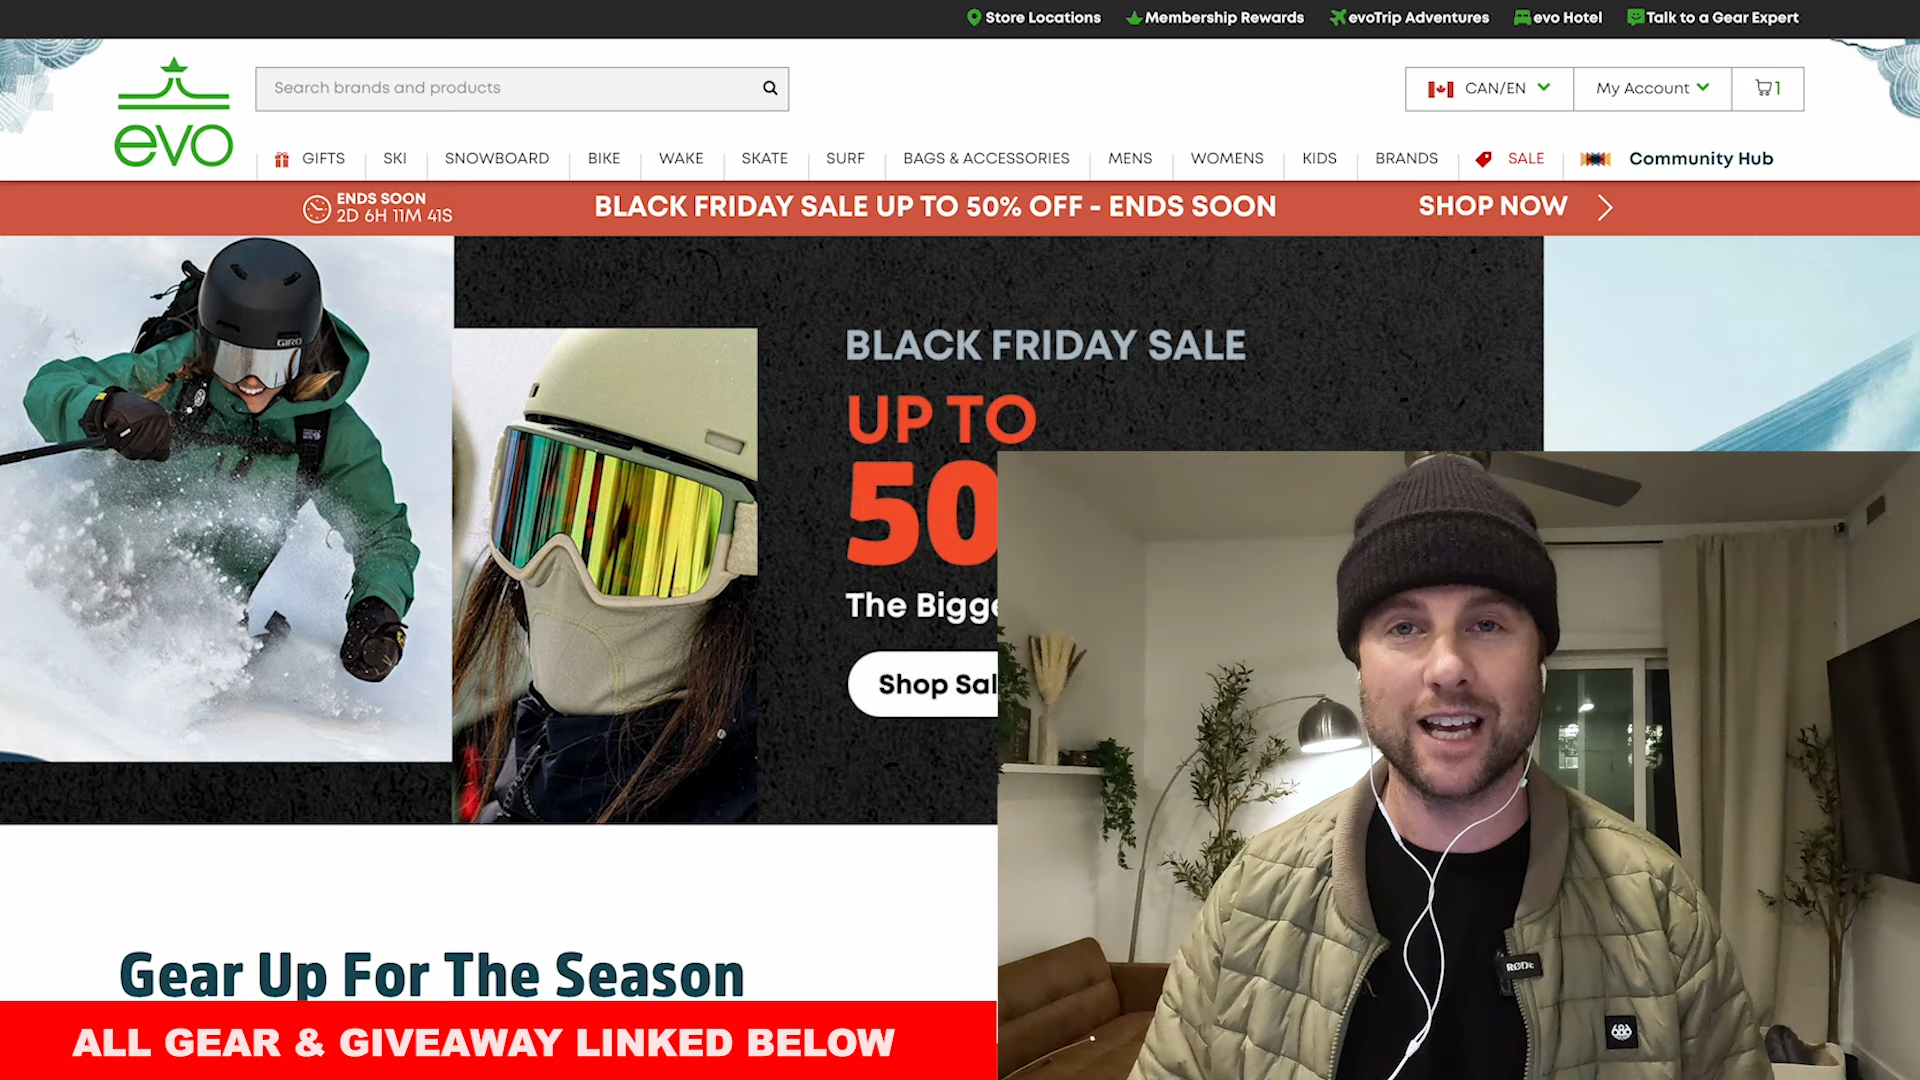 Store Locations
Membership Rewards
evoTrip Adventures
evo Hotel
Talk to a Gear Expert
evo
Search brands and products
CAN/EN
My Account
1
GIFTS
SKI
SNOWBOARD
BIKE
WAKE
SKATE
SURF
BAGS & ACCESSORIES
MENS
WOMENS
KIDS
BRANDS
SALE
Community Hub
ENDS SOON
2D 6H 11M 41S
BLACK FRIDAY SALE UP TO 50% OFF - ENDS SOON
SHOP NOW
GIRO
BLACK FRIDAY SALE
UP TO
50
The Bigge
Shop Sal
RØDE
686
Gear Up For The Season
ALL GEAR & GIVEAWAY LINKED BELOW